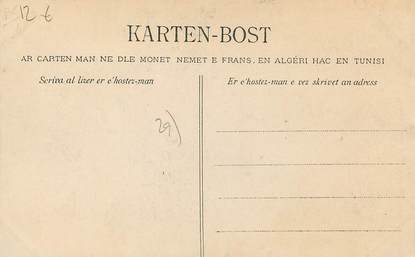 12 €
KARTEN-BOST
AR CARTEN MAN NE DLE MONET NEMET E FRANS, EN ALGÉRI HAC EN TUNISI
Scriva al lizer er c'hostez-man
Er c'hostez-man e vez skrivet an adress
29)